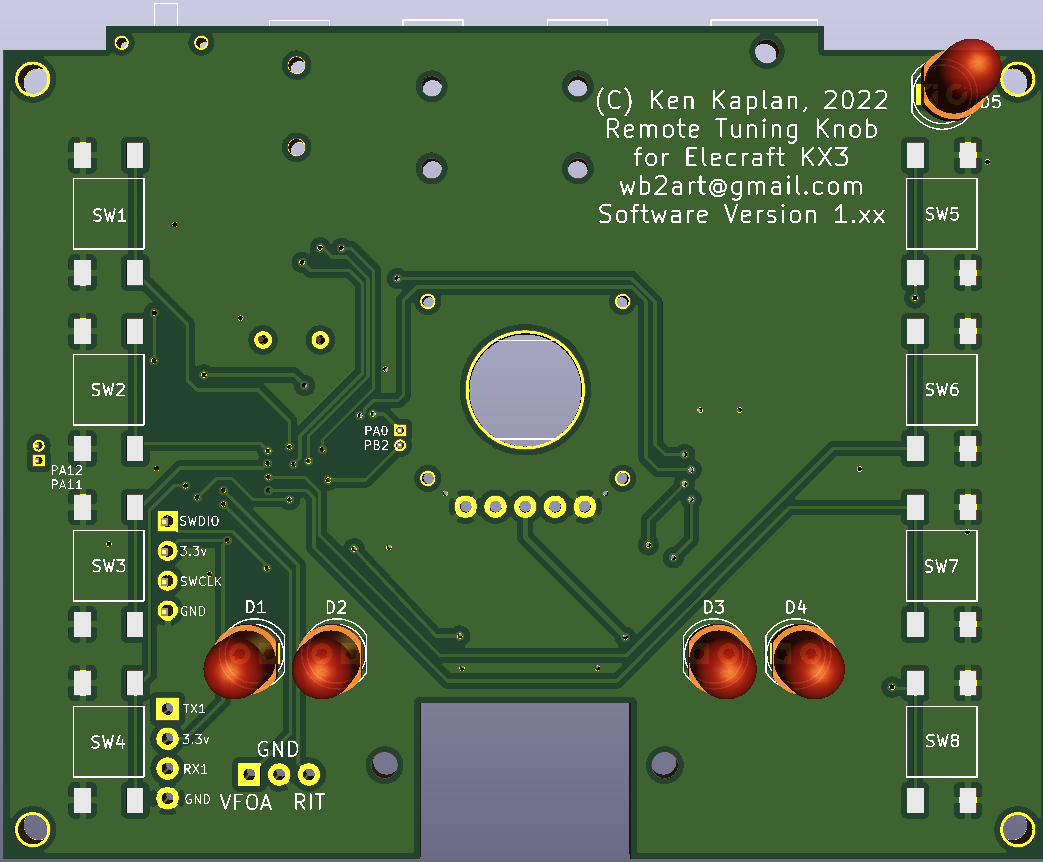 (C) Ken Kaplan, 2022
Remote Tuning Knob
for Elecraft KX3
wb2art@gmail.com
Software Version 1.xx
D5
SW1
SW5
SW2
SW6
PA0
PB2
PA12
PA11
SWDIO
3.3v
SWCLK
GND
SW3
SW7
D1
D2
D3
D4
TX1
3.3v
RX1
GND
SW4
SW8
GND
VFOA
RIT